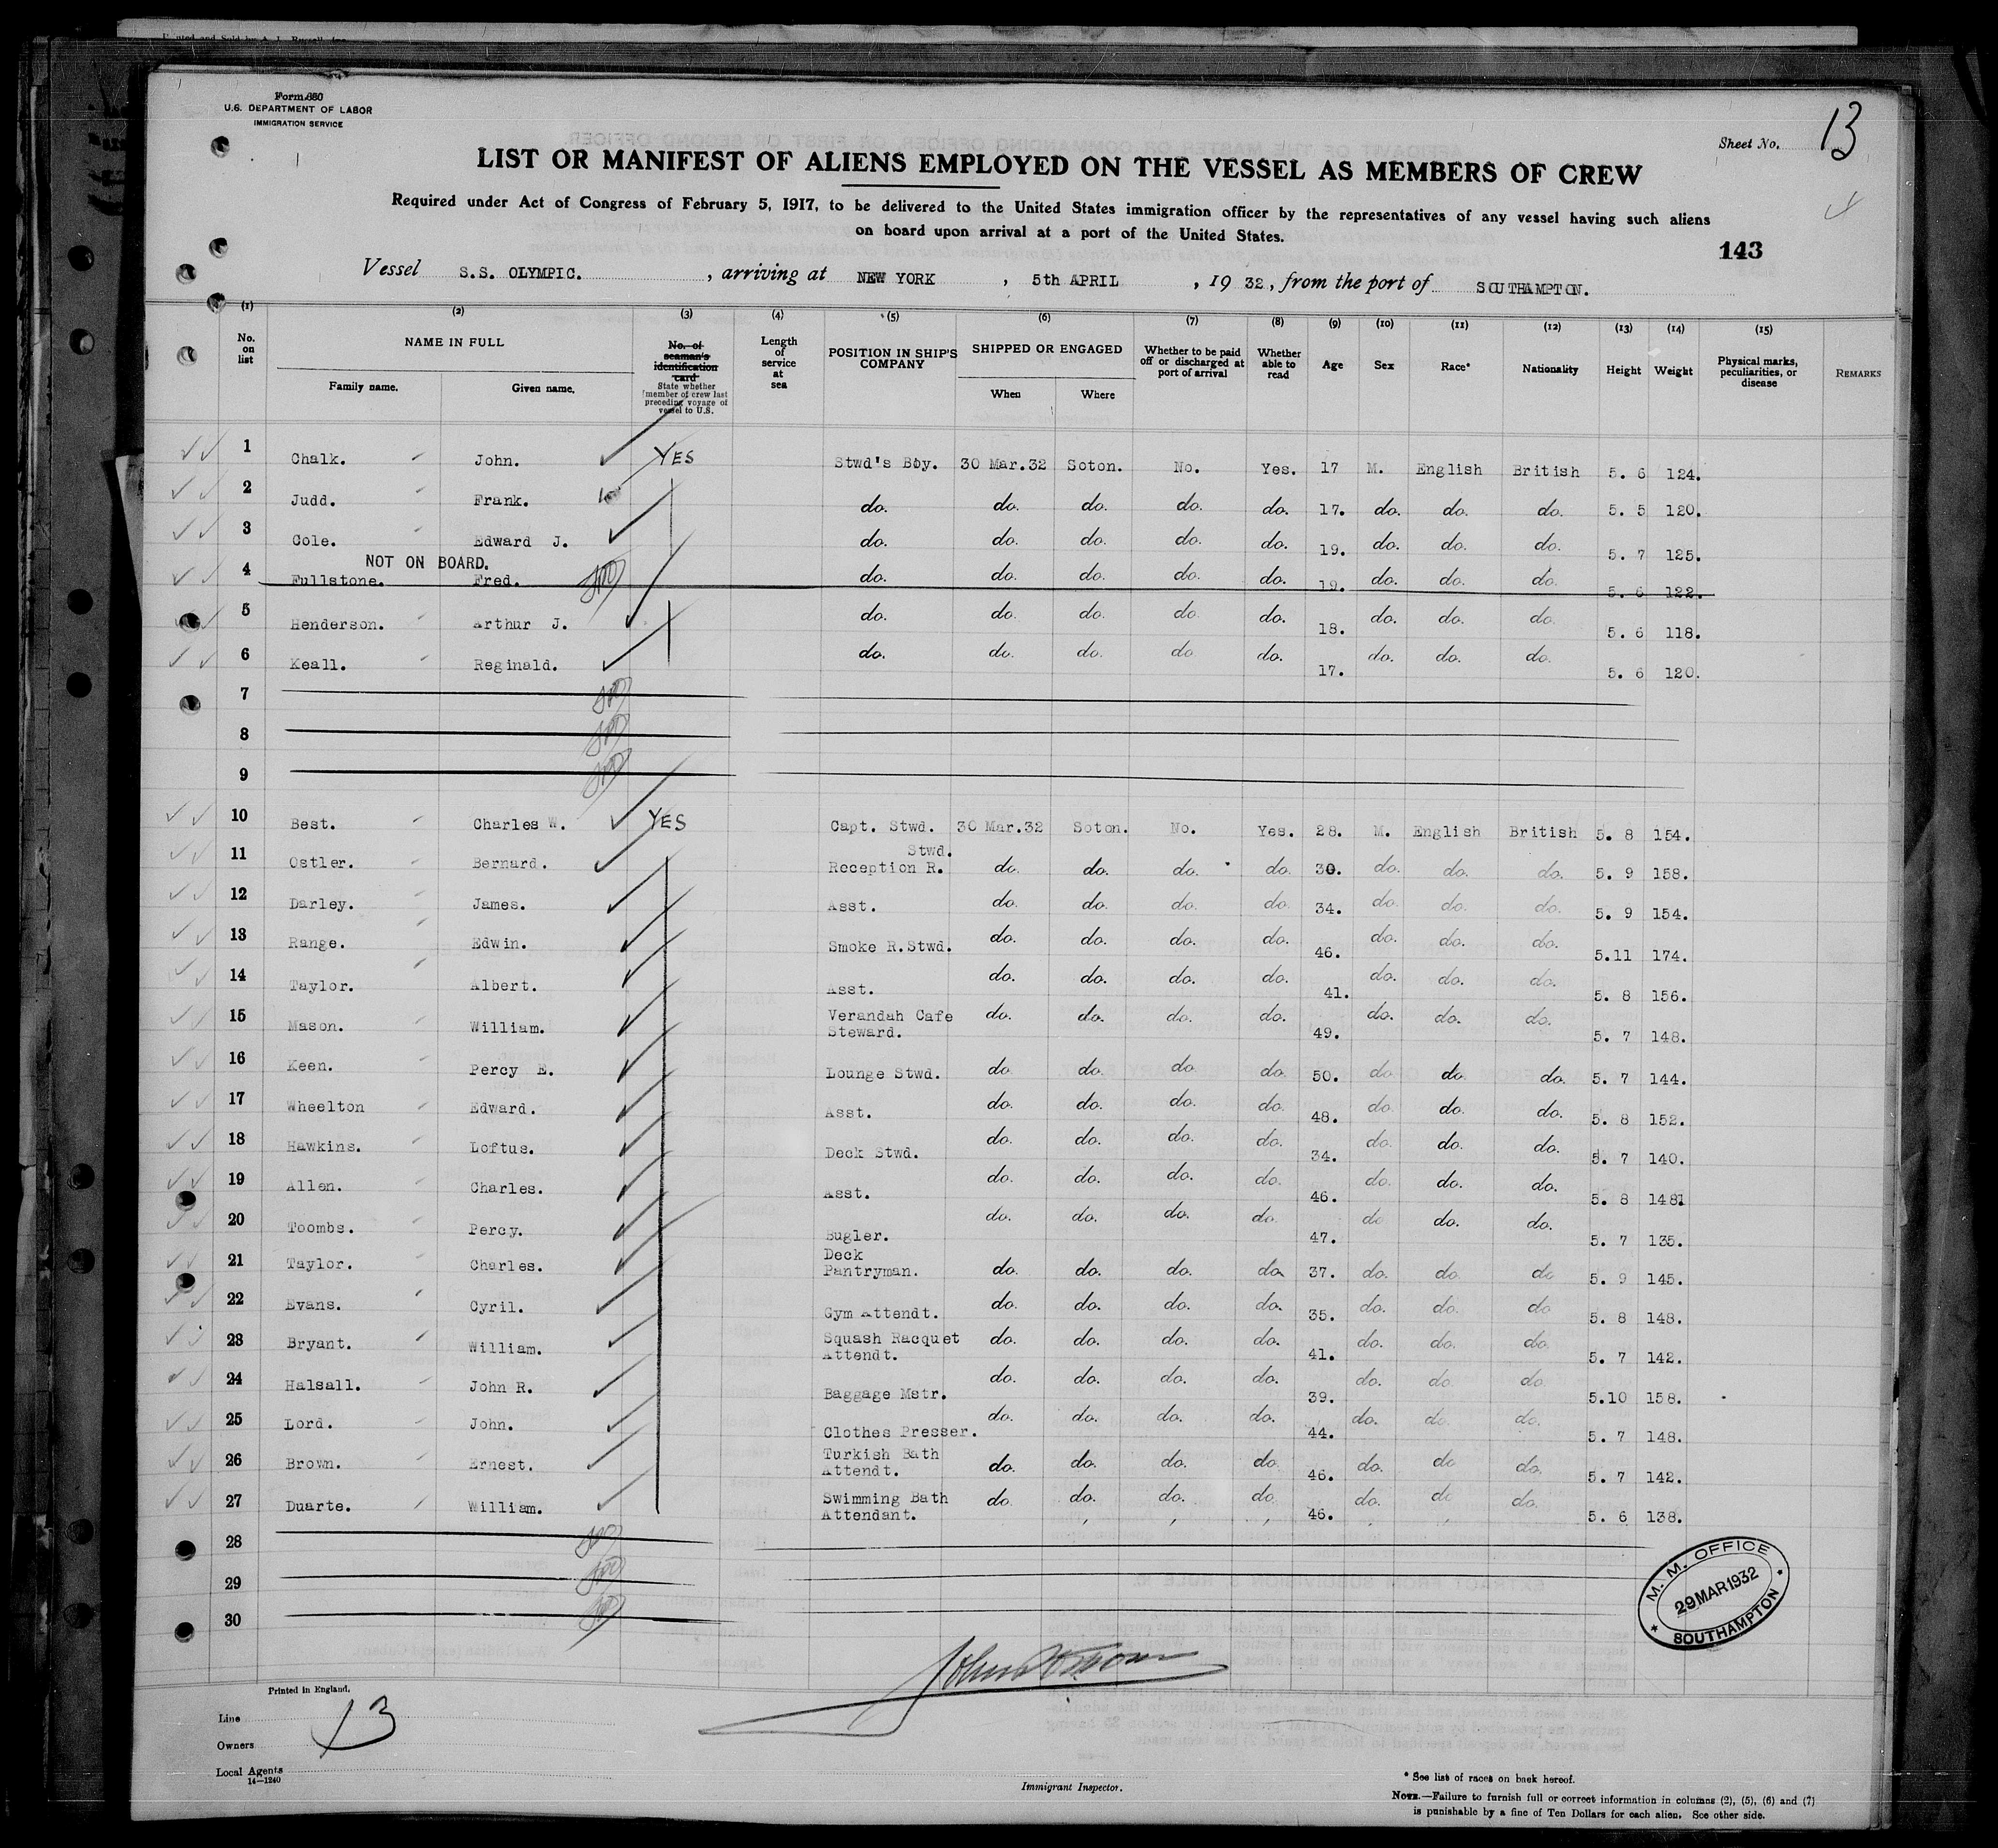 Form 680
U.S. DEPARTMENT OF LABOR
IMMIGRATION SERVICE
Sheet No. 13
LIST OR MANIFEST OF ALIENS EMPLOYED ON THE VESSEL AS MEMBERS OF CREW
Required under Act of Congress of February 5, 1917, to be delivered to the United States immigration officer by the representatives of any vessel having such aliens
on board upon arrival at a port of the United States.
143
Vessel S.S. OLYMPIC. , arriving at NEW YORK , 5th APRIL , 1932, from the port of SOUTHAMPTON.
(1) (2) (3) (4) (5) (6) (7) (8) (9) (10) (11) (12) (13) (14) (15)
No. on list
NAME IN FULL
Family name. Given name.
No. of seaman's identification card
State whether member of crew last preceding voyage of vessel to U.S.
Length of service at sea
POSITION IN SHIP'S COMPANY
SHIPPED OR ENGAGED
When Where
Whether to be paid off or discharged at port of arrival
Whether able to read
Age Sex Race* Nationality Height Weight
Physical marks, peculiarities, or disease
REMARKS
1 Chalk. John. YES Stwd's Boy. 30 Mar.32 Soton. No. Yes. 17 M. English British 5. 6 124.
2 Judd. Frank. do. do. do. do. do. 17. do. do. do. 5. 5 120.
3 Cole. Edward J. do. do. do. do. do. 19. do. do. do. 5. 7 125.
NOT ON BOARD.
4 Fullstone. Fred. do. do. do. do. do. 19. do. do. do. 5. 6 122.
5 Henderson. Arthur J. do. do. do. do. do. 18. do. do. do. 5. 6 118.
6 Keall. Reginald. do. do. do. do. do. 17. do. do. do. 5. 6 120.
7
8
9
10 Best. Charles W. YES Capt. Stwd. 30 Mar.32 Soton. No. Yes. 28. M. English British 5. 8 154.
11 Ostler. Bernard. Reception R. Stwd. do. do. do. do. 30. do. do. do. 5. 9 158.
12 Darley. James. Asst. do. do. do. do. 34. do. do. do. 5. 9 154.
13 Range. Edwin. Smoke R.Stwd. do. do. do. do. 46. do. do. do. 5.11 174.
14 Taylor. Albert. Asst. do. do. do. do. 41. do. do. do. 5. 8 156.
15 Mason. William. Verandah Cafe Steward. do. do. do. do. 49. do. do. do. 5. 7 148.
16 Keen. Percy E. Lounge Stwd. do. do. do. do. 50. do. do. do. 5. 7 144.
17 Wheelton Edward. Asst. do. do. do. do. 48. do. do. do. 5. 8 152.
18 Hawkins. Loftus. Deck Stwd. do. do. do. do. 34. do. do. do. 5. 7 140.
19 Allen. Charles. Asst. do. do. do. do. 46. do. do. do. 5. 8 148.
20 Toombs. Percy. Bugler. do. do. do. do. 47. do. do. do. 5. 7 135.
21 Taylor. Charles. Deck Pantryman. do. do. do. do. 37. do. do. do 5. 9 145.
22 Evans. Cyril. Gym Attendt. do. do. do. do. 35. do. do. do 5. 8 148.
23 Bryant. William. Squash Racquet Attendt. do. do. do. do. 41. do. do. do. 5. 7 142.
24 Halsall. John R. Baggage Mstr. do. do. do. do. 39. do. do. do. 5.10 158.
25 Lord. John. Clothes Presser. do. do. do. do. 44. do. do. do. 5. 7 148.
26 Brown. Ernest. Turkish Bath Attendt. do. do. do. do. 46. do. do do. 5. 7 142.
27 Duarte. William. Swimming Bath Attendant. do. do. do. do. 46. do. do do. 5. 6 138.
28
29
30
M. M. OFFICE
29 MAR 1932
SOUTHAMPTON
Printed in England.
Line
13
Owners
Local Agents
14—1240
Immigrant Inspector.
* See list of races on back hereof.
NOTE.—Failure to furnish full or correct information in columns (2), (5), (6) and (7)
is punishable by a fine of Ten Dollars for each alien. See other side.